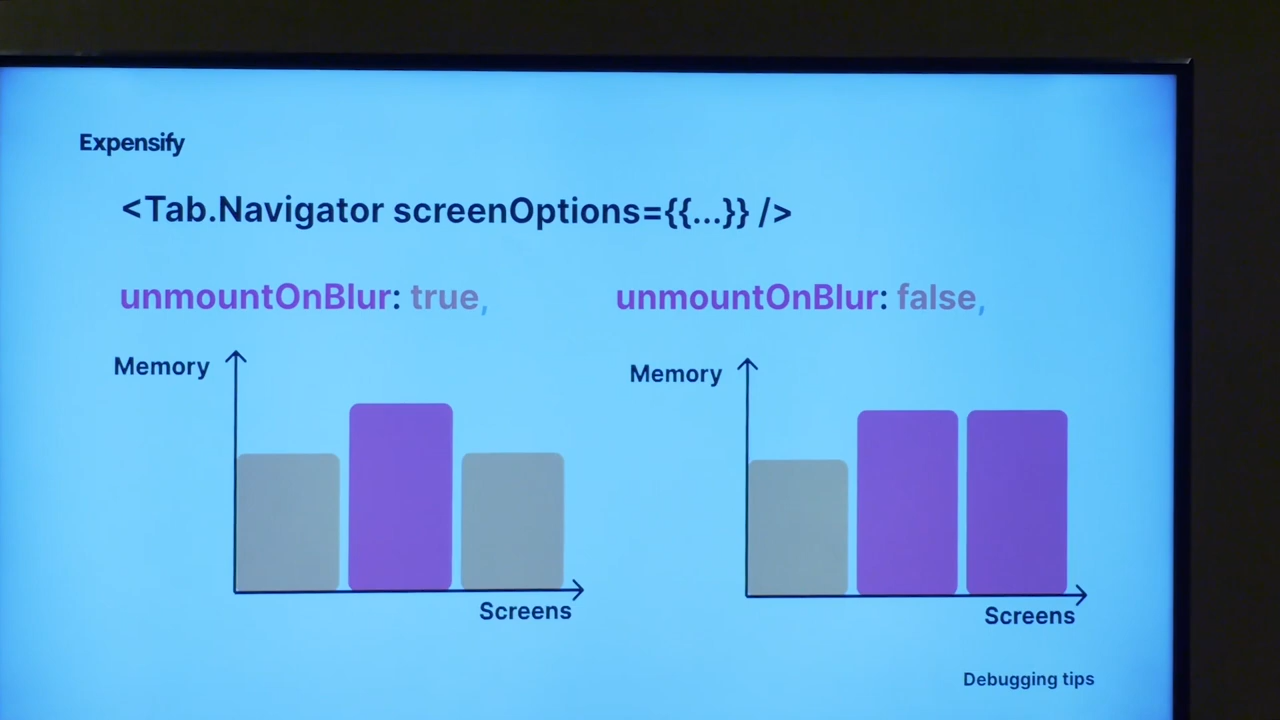 Expensify
<Tab.Navigator screenOptions={{...}} />
unmountOnBlur: true,
unmountOnBlur: false,
Memory
Memory
Screens
Screens
Debugging tips